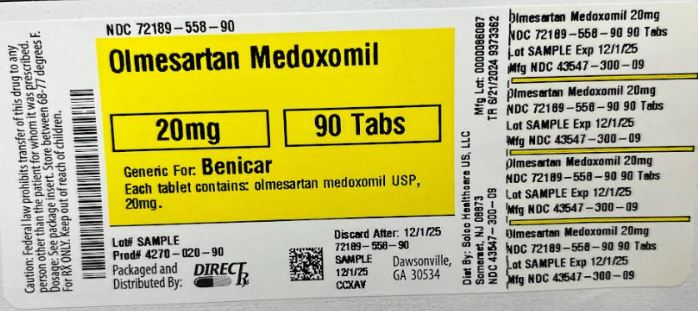 Caution: Federal law prohibits transfer of this drug to any
person other than the patient for whom it was prescribed.
Dosage: See package insert. Store between 68-77 degrees F.
For RX ONLY. Keep out of reach of children.
NDC 72189-558-90
Olmesartan Medoxomil
20mg
90 Tabs
Generic For: Benicar
Each tablet contains: olmesartan medoxomil USP,
20mg.
Lot# SAMPLE
Prod# 4270-020-90
Packaged and
Distributed By:
DIRECT Rx
Discard After: 12/1/25
72189-558-90
SAMPLE
12/1/25
CCXAV
Dawsonville,
GA 30534
Dist By: Solco Healthcare US, LLC
Somerset, NJ 08873
NDC 43547-300-09
Mfg Lot: 0000086087
TR 6/21/2024 9373362
Olmesartan Medoxomil 20mg
NDC 72189-558-90 90 Tabs
Lot SAMPLE Exp 12/1/25
Mfg NDC 43547-300-09
Olmesartan Medoxomil 20mg
NDC 72189-558-90 90 Tabs
Lot SAMPLE Exp 12/1/25
Mfg NDC 43547-300-09
Olmesartan Medoxomil 20mg
NDC 72189-558-90 90 Tabs
Lot SAMPLE Exp 12/1/25
Mfg NDC 43547-300-09
Olmesartan Medoxomil 20mg
NDC 72189-558-90 90 Tabs
Lot SAMPLE Exp 12/1/25
Mfg NDC 43547-300-09